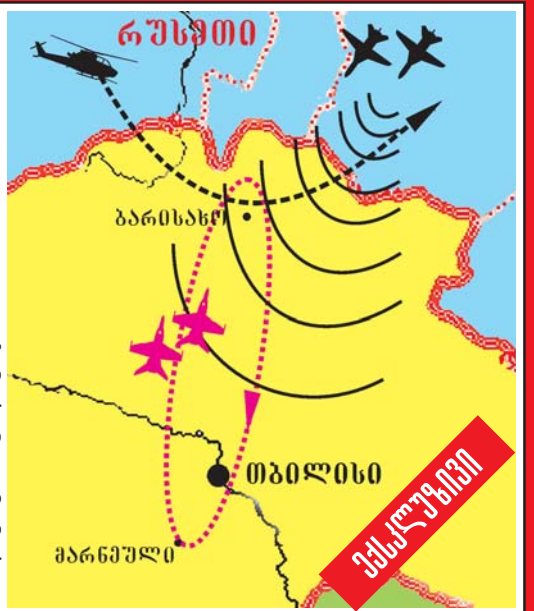 რუსეთი
ბარისახო
თბილისი
მარნეული
ექსკლუზივი